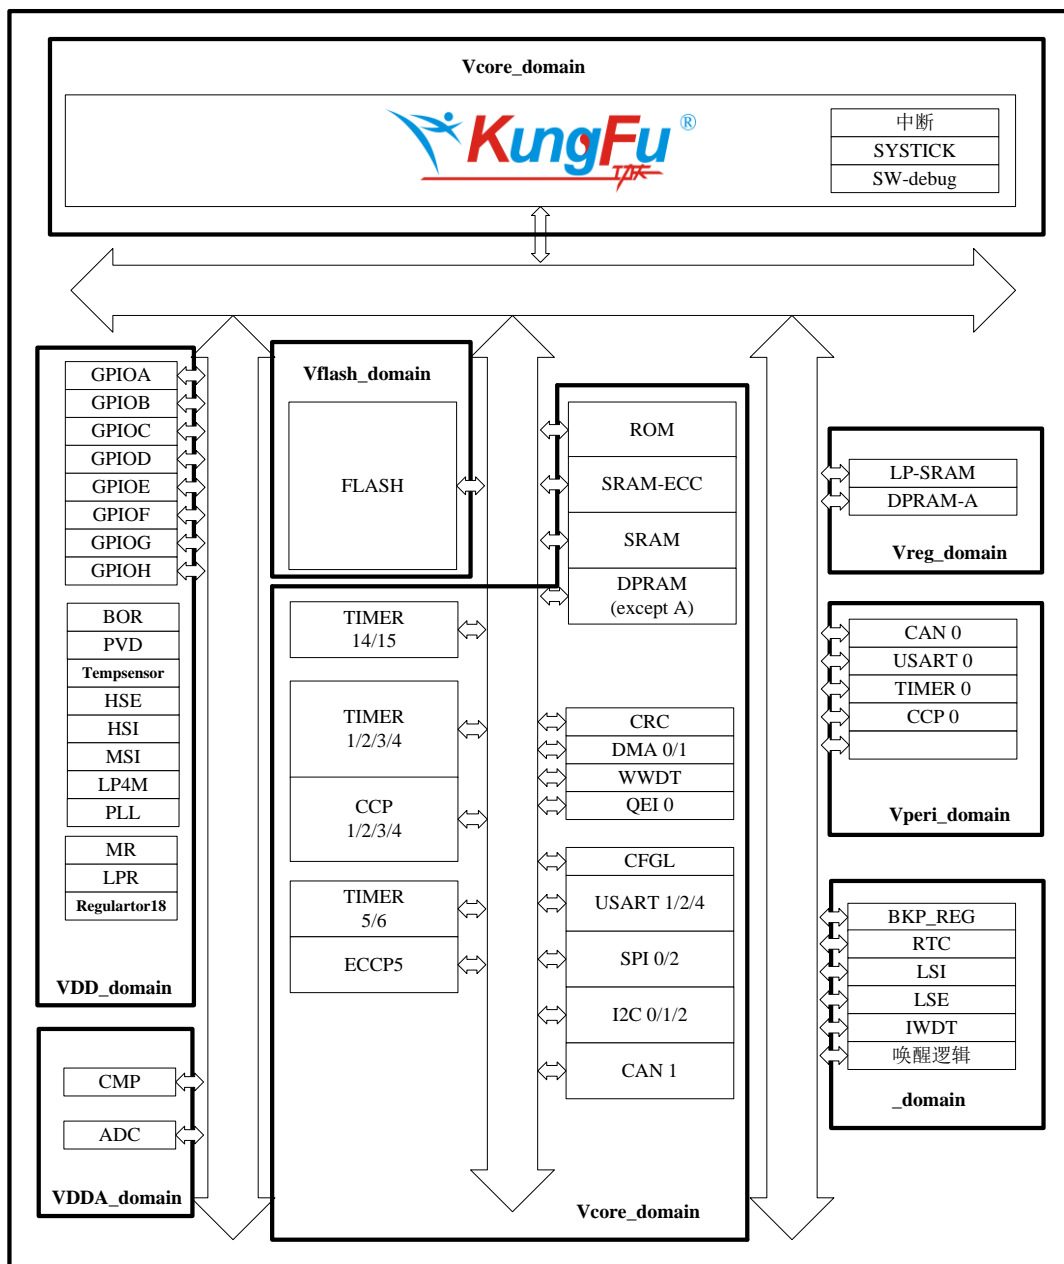 Vcore_domain
KungFu®
功夫
中断
SYSTICK
SW-debug
GPIOA
GPIOB
GPIOC
GPIOD
GPIOE
GPIOF
GPIOG
GPIOH
BOR
PVD
Tempsensor
HSE
HSI
MSI
LP4M
PLL
MR
LPR
Regulartor18
VDD_domain
CMP
ADC
VDDA_domain
Vflash_domain
FLASH
TIMER
14/15
TIMER
1/2/3/4
CCP
1/2/3/4
TIMER
5/6
ECCP5
ROM
SRAM-ECC
SRAM
DPRAM
(except A)
CRC
DMA 0/1
WWDT
QEI 0
CFGL
USART 1/2/4
SPI 0/2
I2C 0/1/2
CAN 1
Vcore_domain
LP-SRAM
DPRAM-A
Vreg_domain
CAN 0
USART 0
TIMER 0
CCP 0
Vperi_domain
BKP_REG
RTC
LSI
LSE
IWDT
唤醒逻辑
_domain